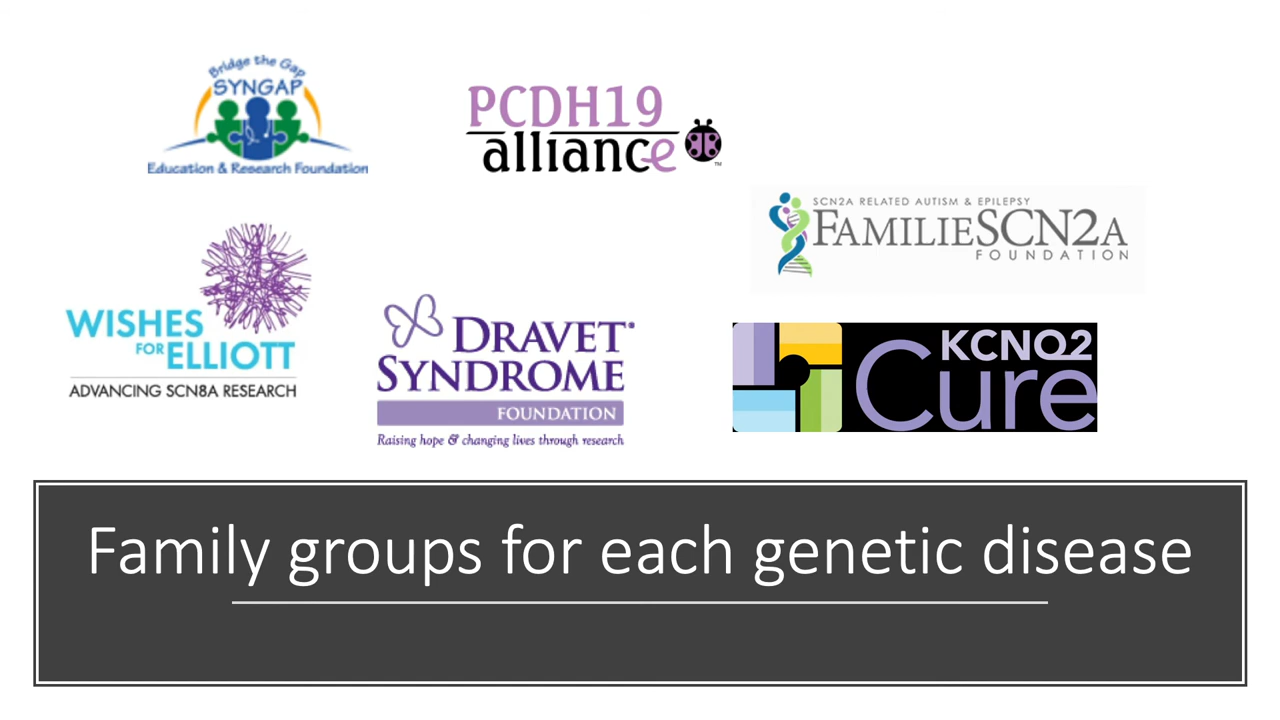 Bridge the Gap
SYNGAP
Education & Research Foundation
PCDH19
alliance
TM
SCN2A RELATED AUTISM & EPILEPSY
FAMILIESCN2A
FOUNDATION
WISHES
FOR ELLIOTT
ADVANCING SCN8A RESEARCH
DRAVET
SYNDROME
FOUNDATION
Raising hope & changing lives through research
KCNQ2
Cure
Family groups for each genetic disease